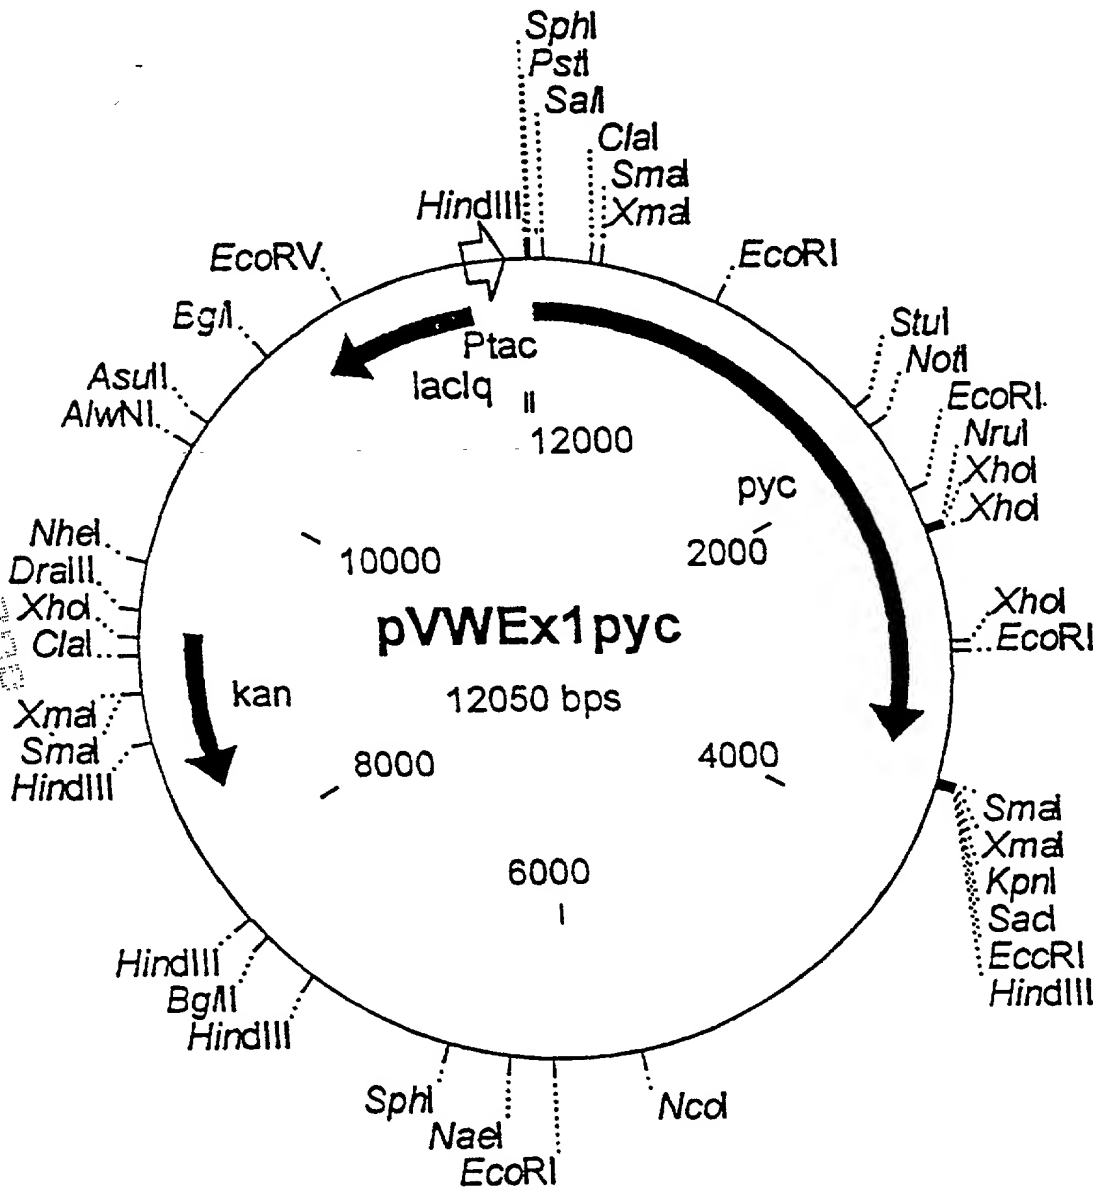 SphI
PstI
SalI
ClaI
SmaI
XmaI
HindIII
EcoRV
EcoRI
BglI
StuI
NotI
AsuII
AlwNI
Ptac
lacIq
EcoRI
NruI
XhoI
XhoI
12000
pyc
NheI
DraIII
XhoI
ClaI
10000
2000
pVWEx1pyc
XhoI
EcoRI
kan
12050 bps
XmaI
SmaI
HindIII
8000
4000
SmaI
XmaI
KpnI
SacI
EccRI
HindIII
6000
HindIII
BglII
HindIII
SphI
NaeI
EcoRI
NcoI